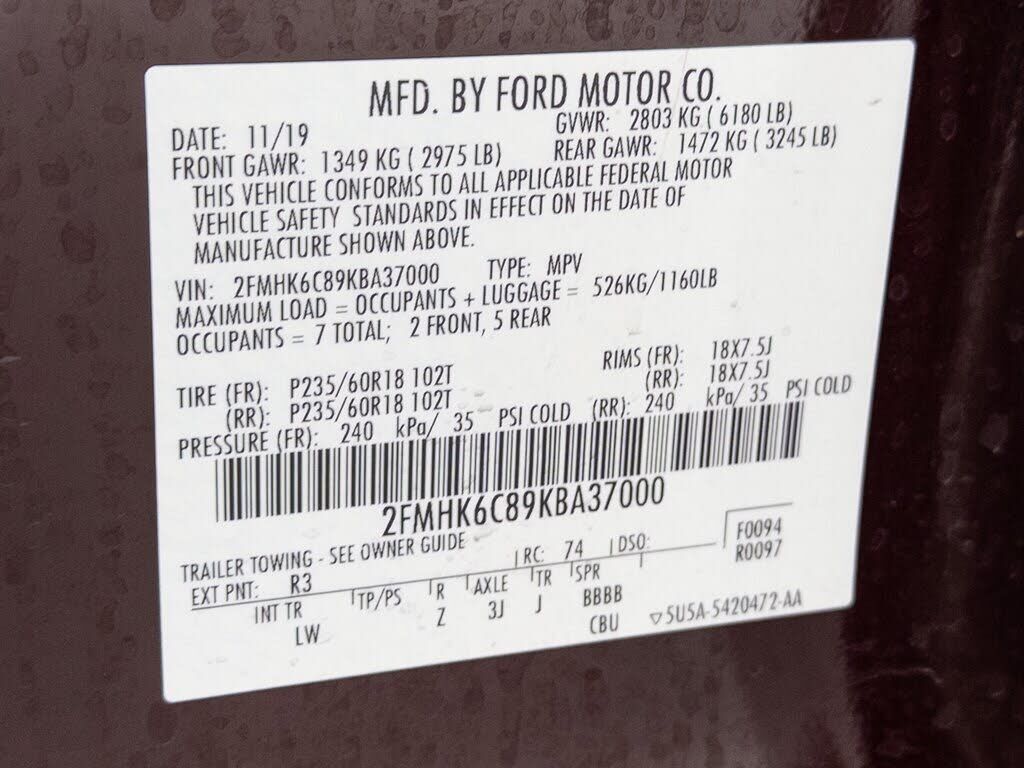 MFD. BY FORD MOTOR CO.
DATE: 11/19 GVWR: 2803 KG ( 6180 LB)
FRONT GAWR: 1349 KG ( 2975 LB) REAR GAWR: 1472 KG ( 3245 LB)
THIS VEHICLE CONFORMS TO ALL APPLICABLE FEDERAL MOTOR
VEHICLE SAFETY STANDARDS IN EFFECT ON THE DATE OF
MANUFACTURE SHOWN ABOVE.
VIN: 2FMHK6C89KBA37000 TYPE: MPV
MAXIMUM LOAD = OCCUPANTS + LUGGAGE = 526KG/1160LB
OCCUPANTS = 7 TOTAL; 2 FRONT, 5 REAR
TIRE (FR): P235/60R18 102T RIMS (FR): 18X7.5J
(RR): P235/60R18 102T (RR): 18X7.5J
PRESSURE (FR): 240 kPa/ 35 PSI COLD (RR): 240 kPa/ 35 PSI COLD
2FMHK6C89KBA37000
TRAILER TOWING - SEE OWNER GUIDE
F0094
EXT PNT: R3 RC: 74 DSO: R0097
INT TR TP/PS R AXLE TR SPR
LW Z 3J J BBBB
CBU ▽5U5A-5420472-AA